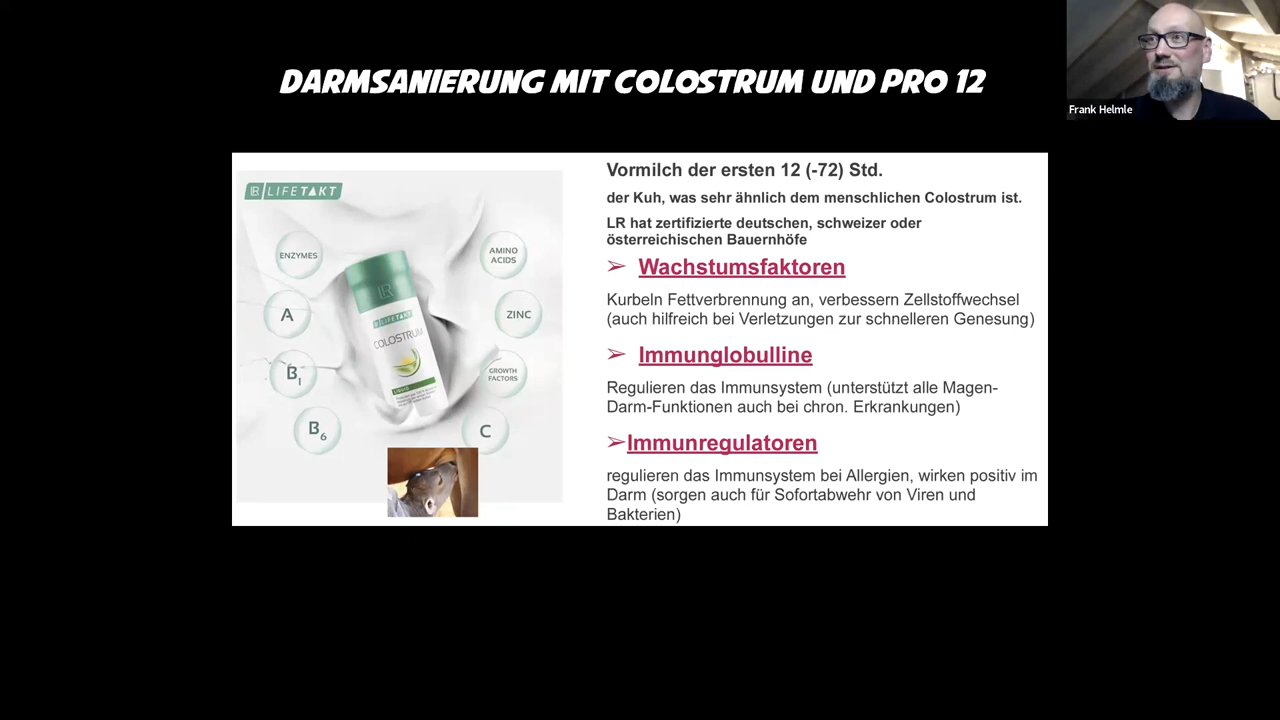 DARMSANIERUNG MIT COLOSTRUM UND PRO 12
Frank Helmle
LR LIFETAKT
ENZYMES
AMINO
ACIDS
A
ZINC
B1
GROWTH
FACTORS
B6
C
LR
LR LIFETAKT
COLOSTRUM
LIQUID
Vormilch der ersten 12 (-72) Std.
der Kuh, was sehr ähnlich dem menschlichen Colostrum ist.
LR hat zertifizierte deutschen, schweizer oder
österreichischen Bauernhöfe
➢ Wachstumsfaktoren
Kurbeln Fettverbrennung an, verbessern Zellstoffwechsel
(auch hilfreich bei Verletzungen zur schnelleren Genesung)
➢ Immunglobulline
Regulieren das Immunsystem (unterstützt alle Magen-
Darm-Funktionen auch bei chron. Erkrankungen)
➢Immunregulatoren
regulieren das Immunsystem bei Allergien, wirken positiv im
Darm (sorgen auch für Sofortabwehr von Viren und
Bakterien)